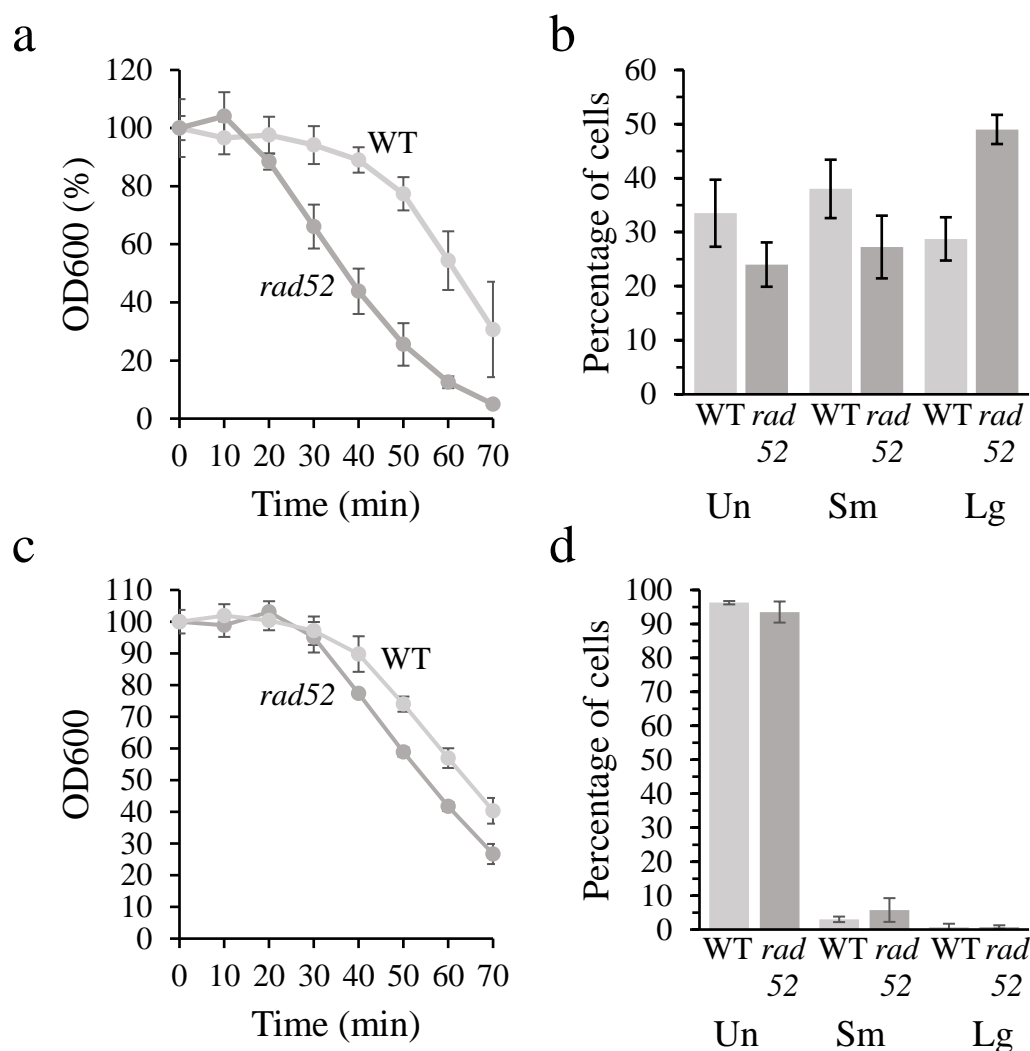 a
120
100
80
60
40
20
0
OD600 (%)
WT
rad52
0 10 20 30 40 50 60 70
Time (min)
b
60
50
40
30
20
10
0
Percentage of cells
WT rad WT rad WT rad
52 52 52
Un Sm Lg
c
110
100
90
80
70
60
50
40
30
20
10
0
OD600
WT
rad52
0 10 20 30 40 50 60 70
Time (min)
d
100
90
80
70
60
50
40
30
20
10
0
Percentage of cells
WT rad WT rad WT rad
52 52 52
Un Sm Lg